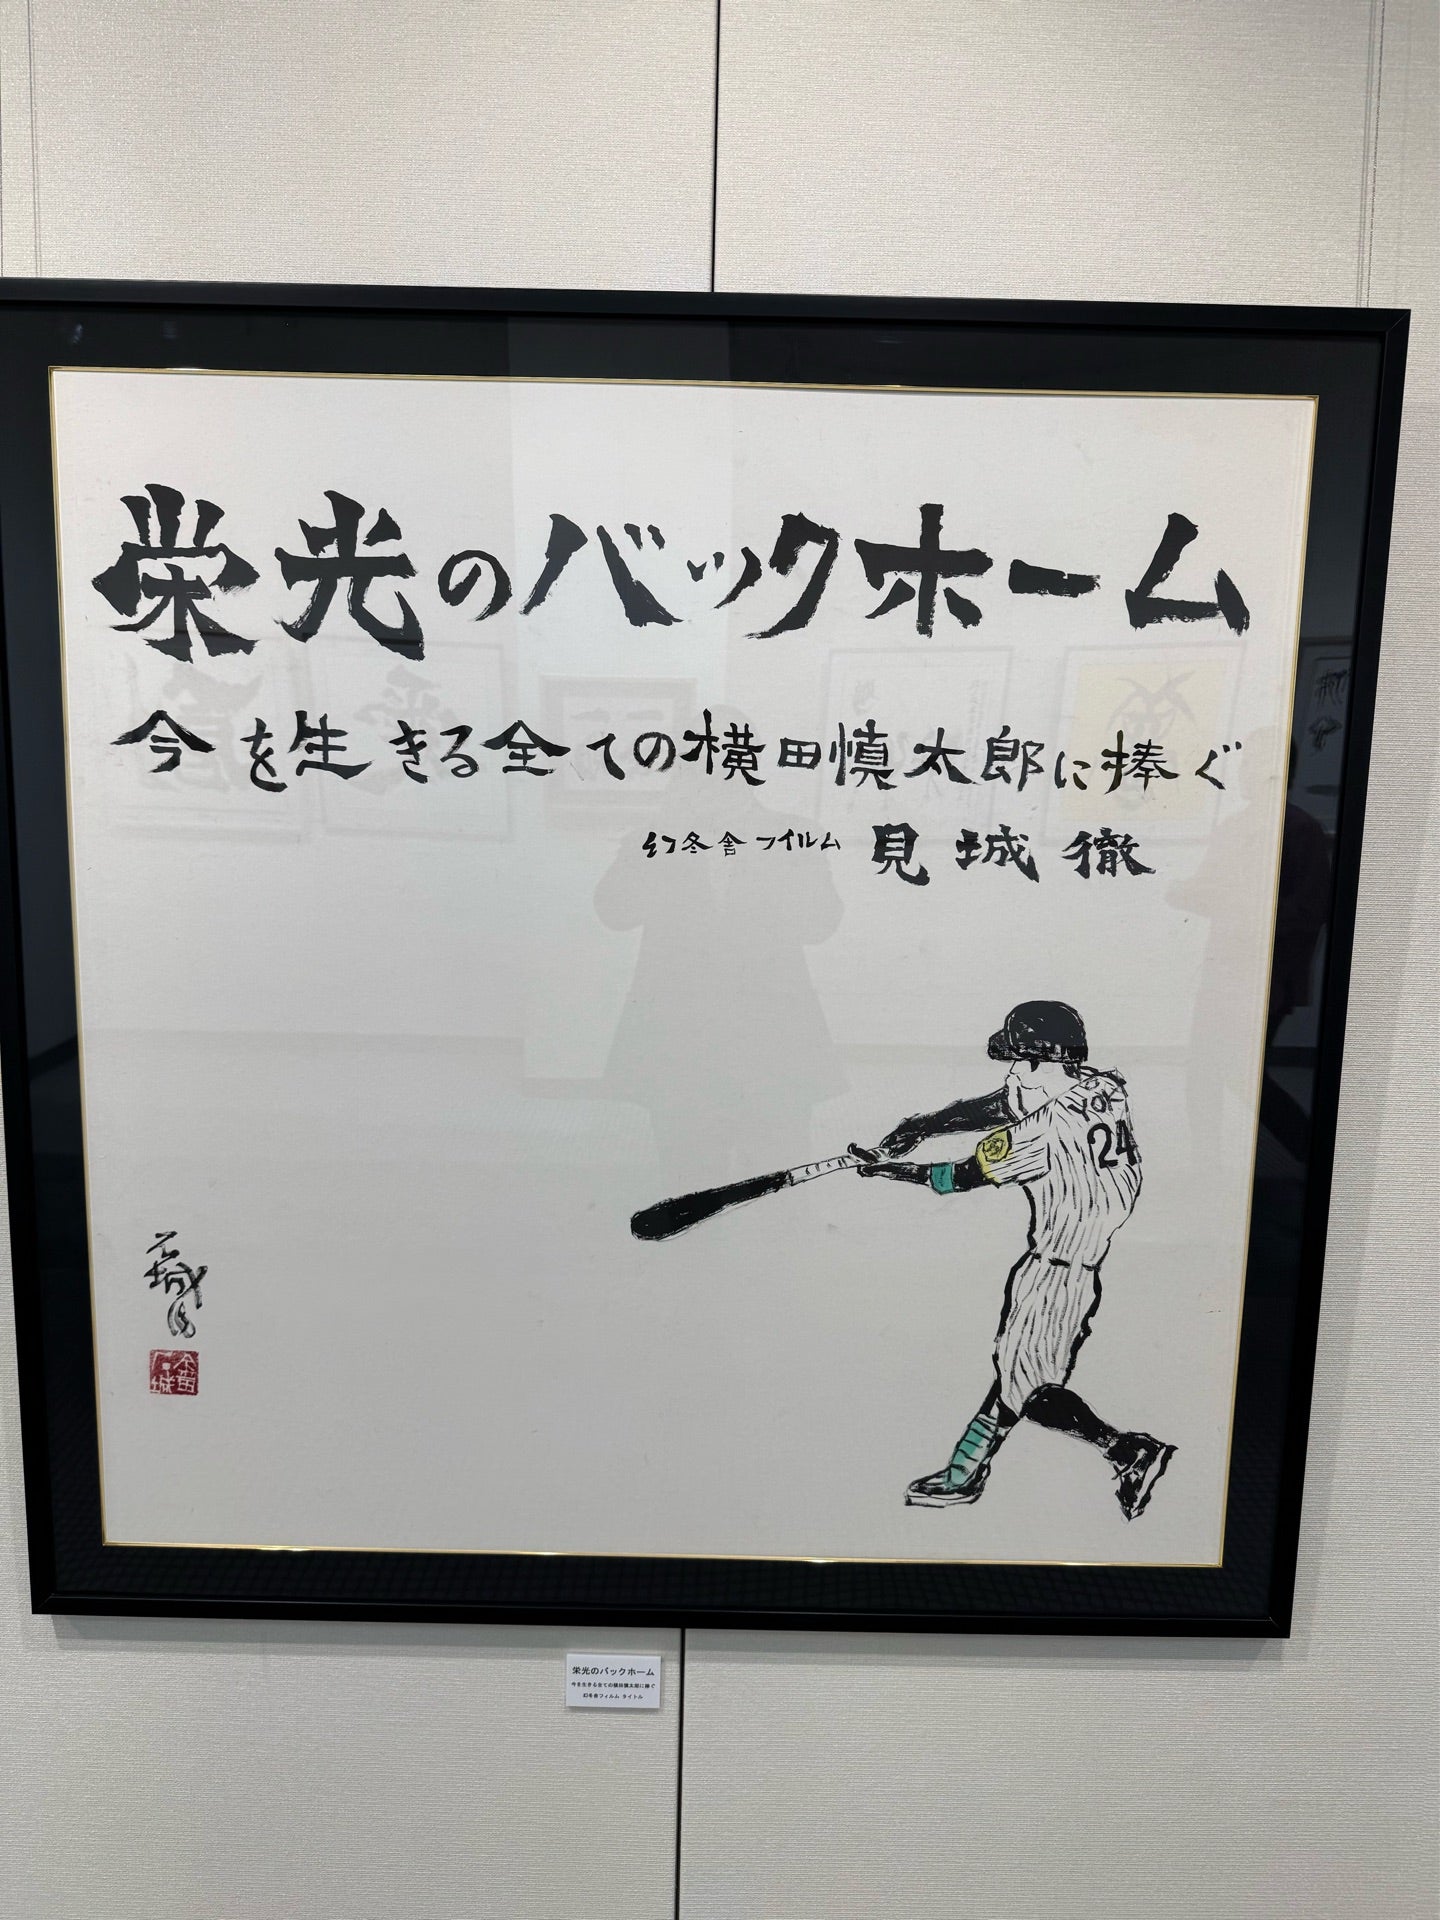 栄光のバックホーム
今を生きる全ての横田慎太郎に捧ぐ
幻冬舎フイルム 見城徹
YOK
24
栄光のバックホーム
今を生きる全ての横田慎太郎に捧ぐ
幻冬舎フィルム タイトル